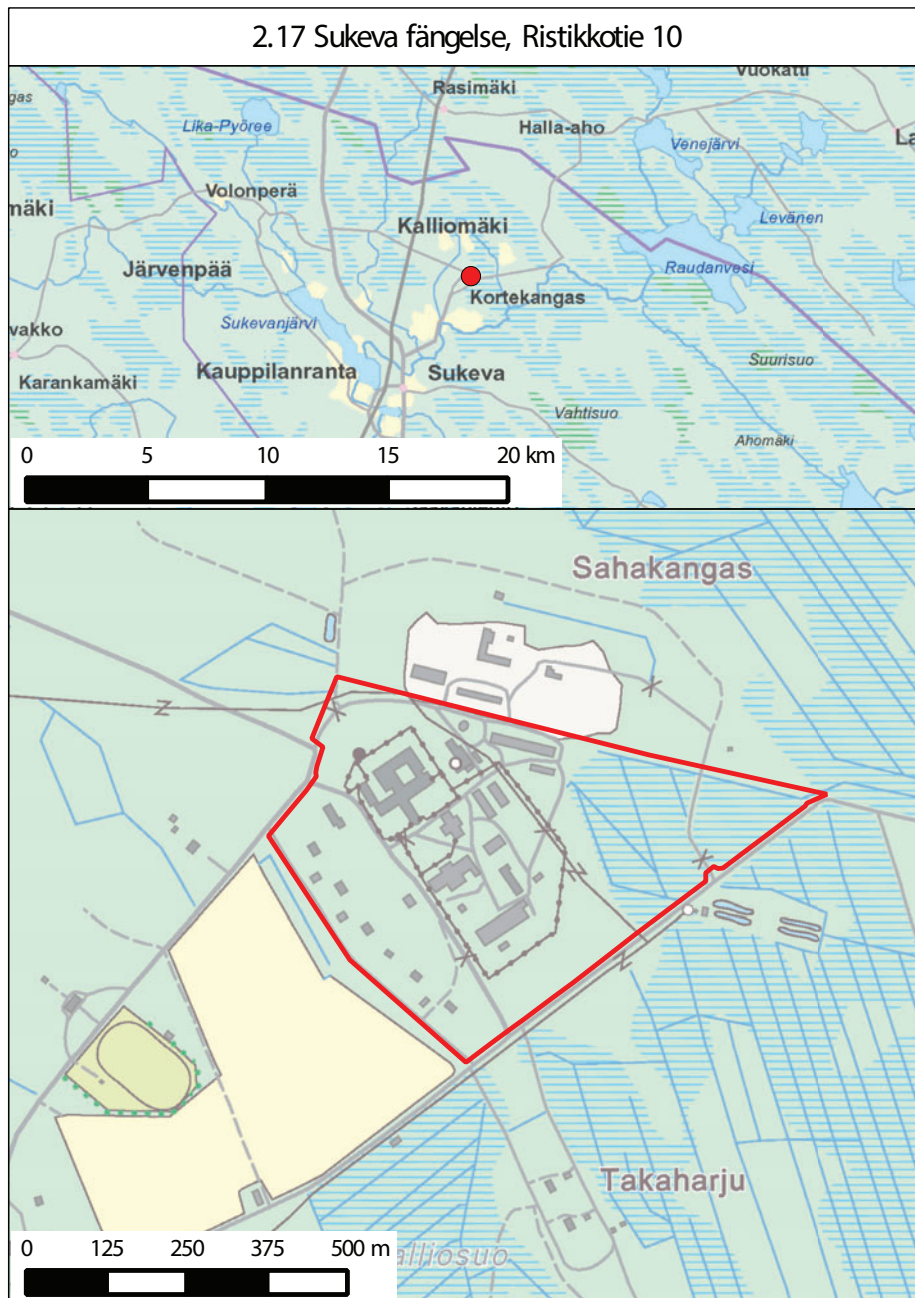 2.17 Sukeva fängelse, Ristikkotie 10
Vuokatti
gas
Rasimäki
Lika-Pyöree
Halla-aho
Venejärvi
La
Volonperä
mäki
Levänen
Kalliomäki
Järvenpää
Raudanvesi
Kortekangas
Sukevanjärvi
vakko
Suurisuo
Kauppilanranta
Sukeva
Karankamäki
Vahtisuo
Ahomäki
0 5 10 15 20 km
Sahakangas
Takaharju
0 125 250 375 500 m
alliosuo